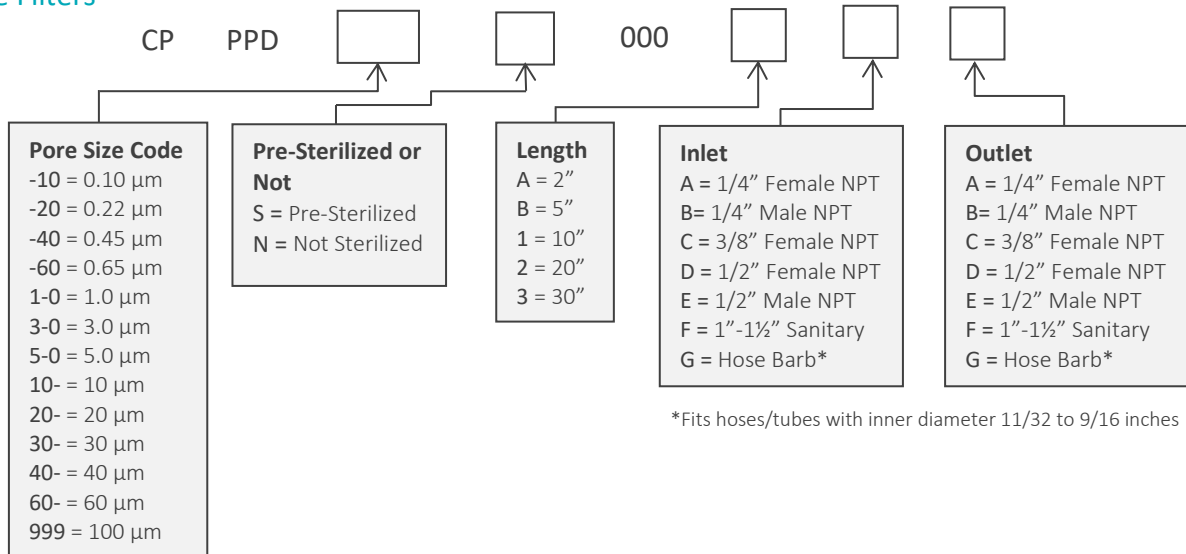 Filters
CP PPD 000
Pore Size Code
-10 = 0.10 µm
-20 = 0.22 µm
-40 = 0.45 µm
-60 = 0.65 µm
1-0 = 1.0 µm
3-0 = 3.0 µm
5-0 = 5.0 µm
10- = 10 µm
20- = 20 µm
30- = 30 µm
40- = 40 µm
60- = 60 µm
999 = 100 µm
Pre-Sterilized or
Not
S = Pre-Sterilized
N = Not Sterilized
Length
A = 2”
B = 5”
1 = 10”
2 = 20”
3 = 30”
Inlet
A = 1/4” Female NPT
B= 1/4” Male NPT
C = 3/8” Female NPT
D = 1/2” Female NPT
E = 1/2” Male NPT
F = 1”-1½” Sanitary
G = Hose Barb*
Outlet
A = 1/4” Female NPT
B= 1/4” Male NPT
C = 3/8” Female NPT
D = 1/2” Female NPT
E = 1/2” Male NPT
F = 1”-1½” Sanitary
G = Hose Barb*
*Fits hoses/tubes with inner diameter 11/32 to 9/16 inches